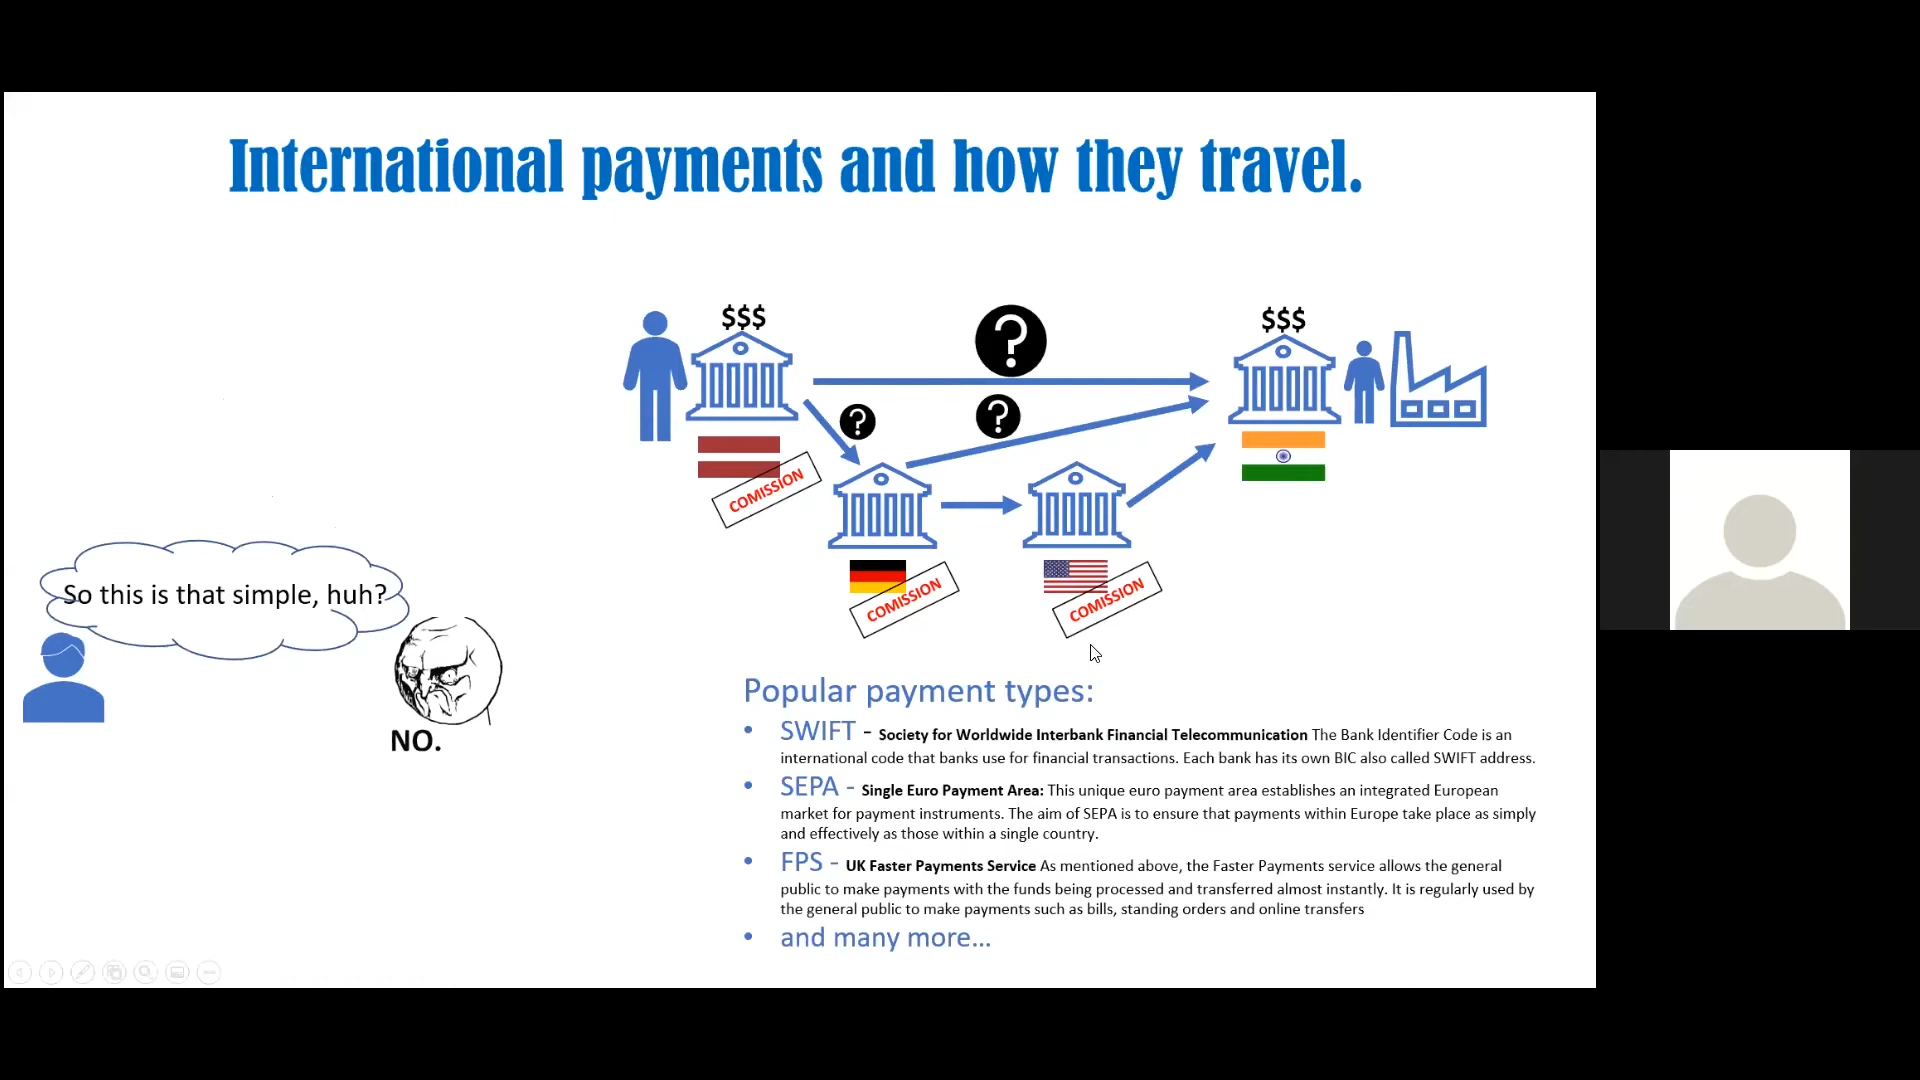 International payments and how they travel.
$$$
$$$
?
?
?
COMISSION
COMISSION
COMISSION
So this is that simple, huh?
NO.
Popular payment types:
• SWIFT - Society for Worldwide Interbank Financial Telecommunication The Bank Identifier Code is an
international code that banks use for financial transactions. Each bank has its own BIC also called SWIFT address.
• SEPA - Single Euro Payment Area: This unique euro payment area establishes an integrated European
market for payment instruments. The aim of SEPA is to ensure that payments within Europe take place as simply
and effectively as those within a single country.
• FPS - UK Faster Payments Service As mentioned above, the Faster Payments service allows the general
public to make payments with the funds being processed and transferred almost instantly. It is regularly used by
the general public to make payments such as bills, standing orders and online transfers
• and many more...